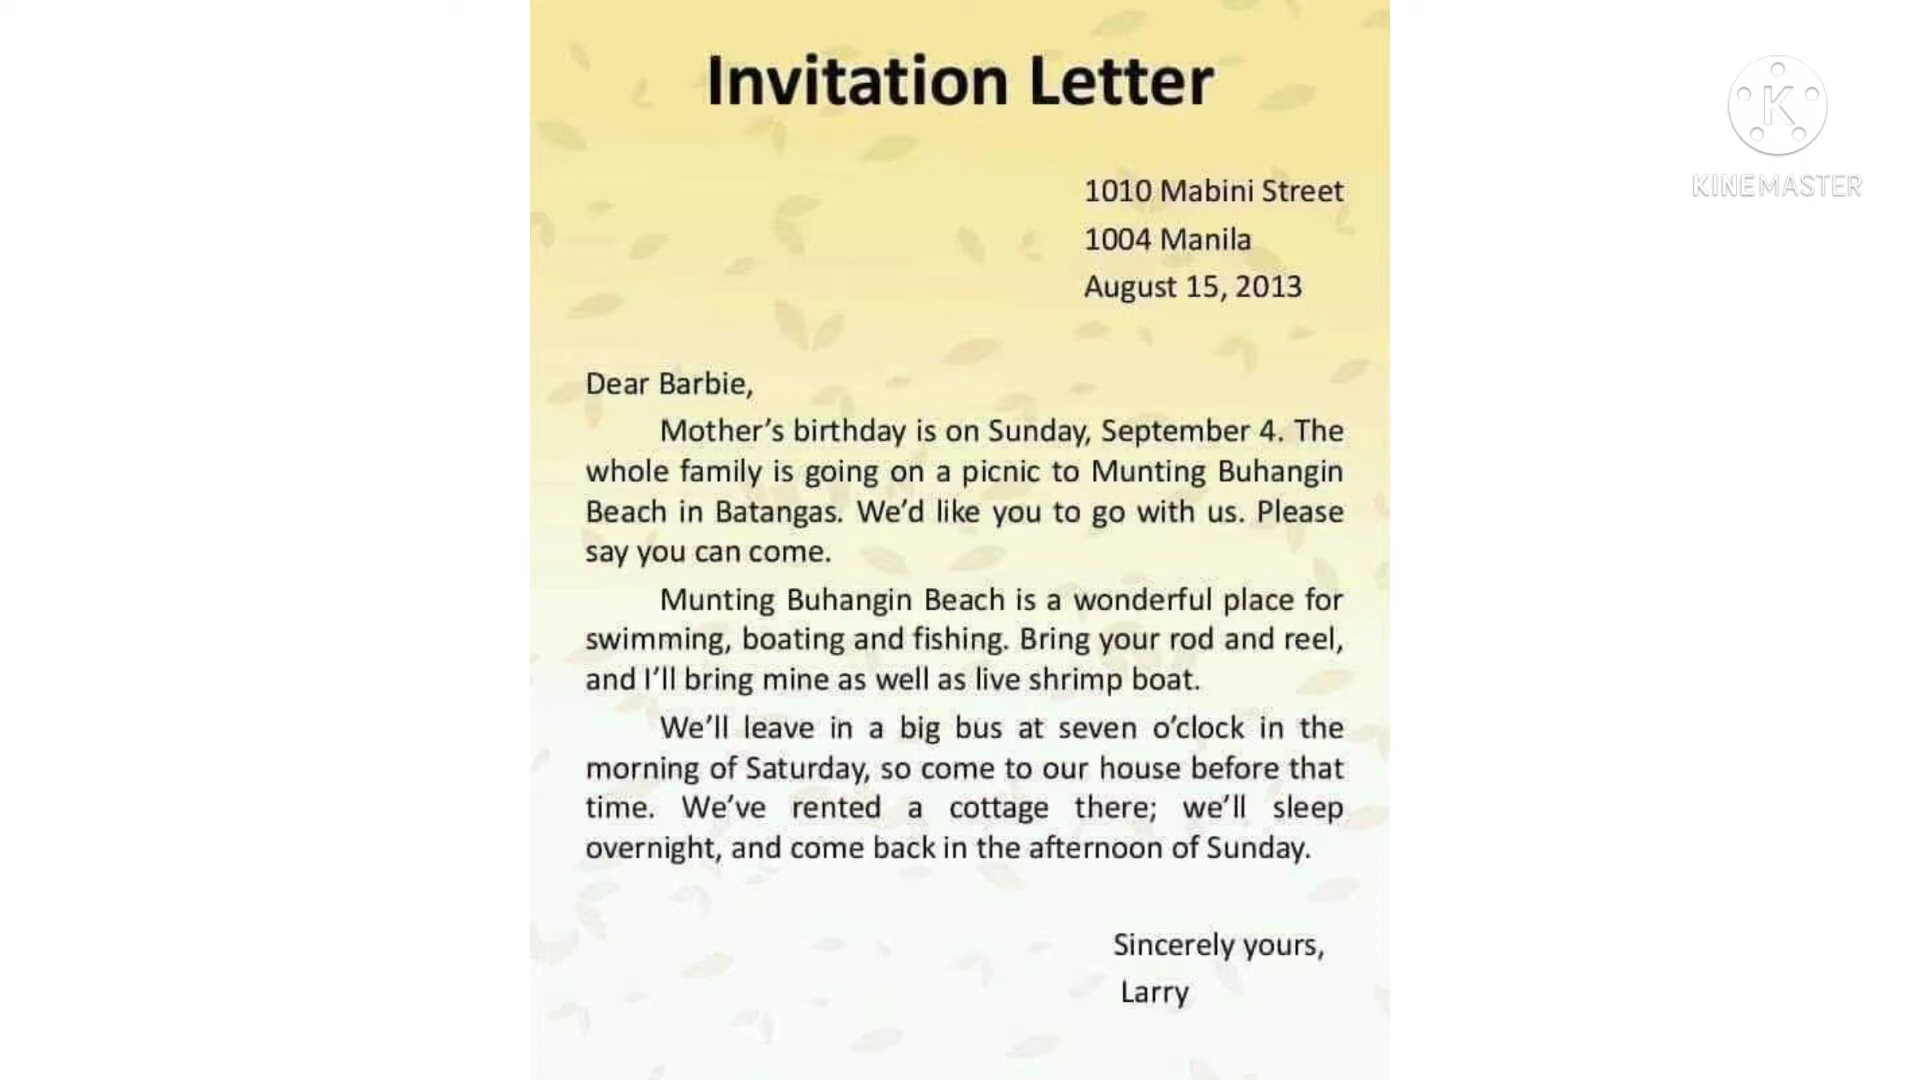 Invitation Letter
K
KINEMASTER
1010 Mabini Street
1004 Manila
August 15, 2013
Dear Barbie,
Mother’s birthday is on Sunday, September 4. The
whole family is going on a picnic to Munting Buhangin
Beach in Batangas. We’d like you to go with us. Please
say you can come.
Munting Buhangin Beach is a wonderful place for
swimming, boating and fishing. Bring your rod and reel,
and I’ll bring mine as well as live shrimp boat.
We’ll leave in a big bus at seven o’clock in the
morning of Saturday, so come to our house before that
time. We’ve rented a cottage there; we’ll sleep
overnight, and come back in the afternoon of Sunday.
Sincerely yours,
Larry